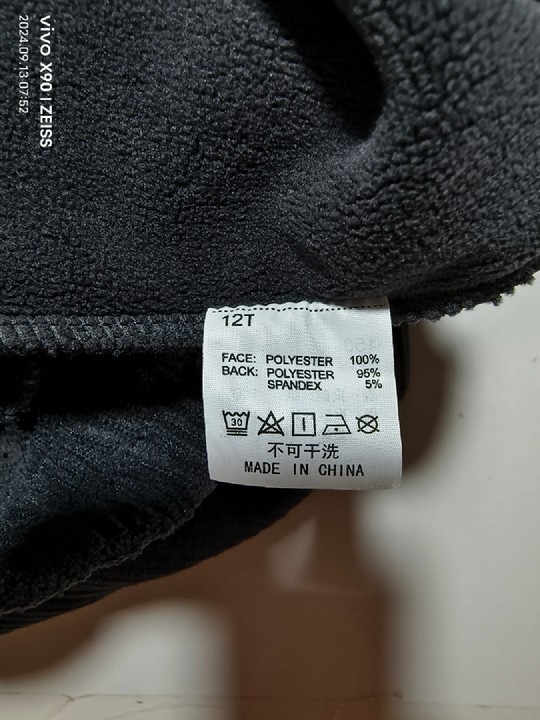 vivo X90 | ZEISS
2024.09.13 07:52
12T
FACE: POLYESTER 100%
BACK: POLYESTER 95%
SPANDEX 5%
30
不可干洗
MADE IN CHINA